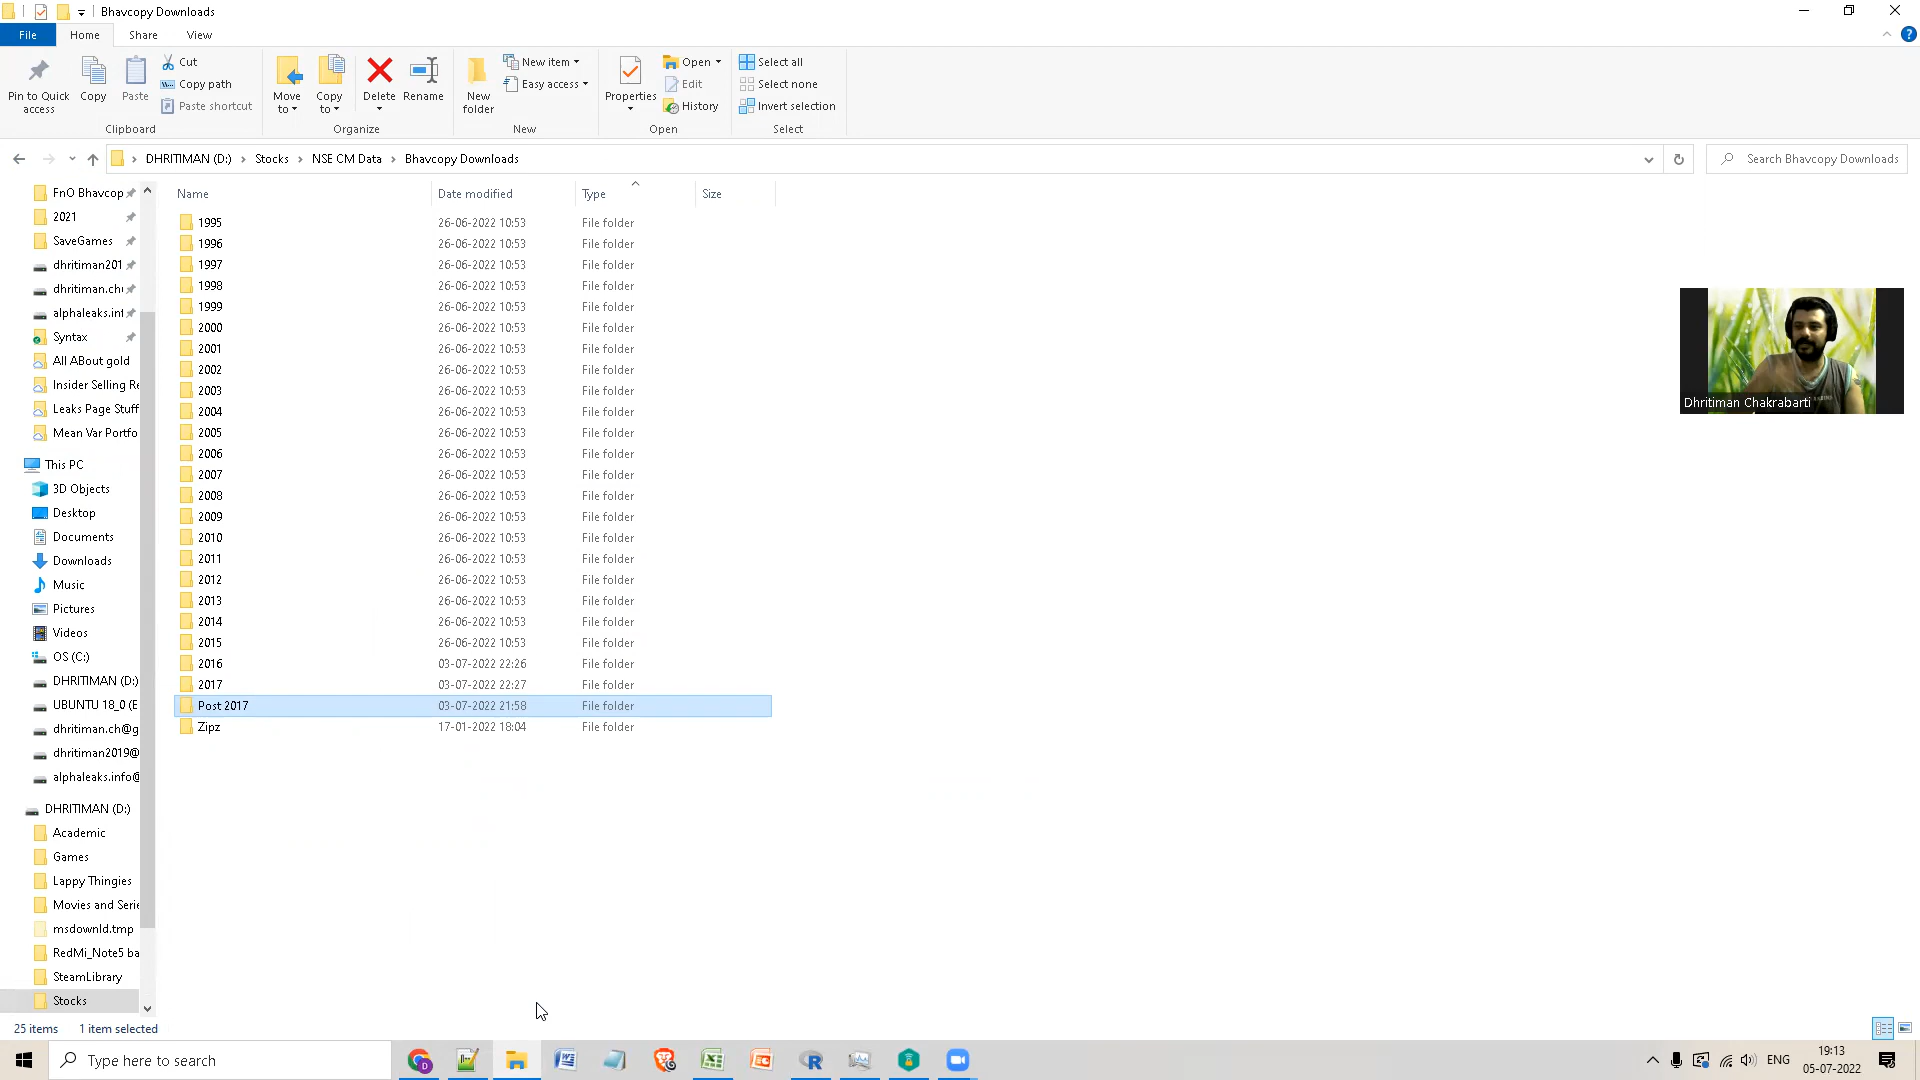 Bhavcopy Downloads
File Home Share View
Pin to Quick access
Copy
Paste
Cut
Copy path
Paste shortcut
Clipboard
Move to
Copy to
Delete
Rename
Organize
New folder
New item
Easy access
New
Properties
Open
Edit
History
Open
Select all
Select none
Invert selection
Select
DHRITIMAN (D:) Stocks NSE CM Data Bhavcopy Downloads
Search Bhavcopy Downloads
FnO Bhavcop
2021
SaveGames
dhritiman201
dhritiman.ch
alphaleaks.inf
Syntax
All ABout gold
Insider Selling Re
Leaks Page Stuff
Mean Var Portfo
This PC
3D Objects
Desktop
Documents
Downloads
Music
Pictures
Videos
OS (C:)
DHRITIMAN (D:)
UBUNTU 18_0 (E
dhritiman.ch@g
dhritiman2019@
alphaleaks.info@
DHRITIMAN (D:)
Academic
Games
Lappy Thingies
Movies and Serie
msdownld.tmp
RedMi_Note5 ba
SteamLibrary
Stocks
Name Date modified Type Size
1995 26-06-2022 10:53 File folder
1996 26-06-2022 10:53 File folder
1997 26-06-2022 10:53 File folder
1998 26-06-2022 10:53 File folder
1999 26-06-2022 10:53 File folder
2000 26-06-2022 10:53 File folder
2001 26-06-2022 10:53 File folder
2002 26-06-2022 10:53 File folder
2003 26-06-2022 10:53 File folder
2004 26-06-2022 10:53 File folder
2005 26-06-2022 10:53 File folder
2006 26-06-2022 10:53 File folder
2007 26-06-2022 10:53 File folder
2008 26-06-2022 10:53 File folder
2009 26-06-2022 10:53 File folder
2010 26-06-2022 10:53 File folder
2011 26-06-2022 10:53 File folder
2012 26-06-2022 10:53 File folder
2013 26-06-2022 10:53 File folder
2014 26-06-2022 10:53 File folder
2015 26-06-2022 10:53 File folder
2016 03-07-2022 22:26 File folder
2017 03-07-2022 22:27 File folder
Post 2017 03-07-2022 21:58 File folder
Zipz 17-01-2022 18:04 File folder
Dhritiman Chakrabarti
25 items 1 item selected
Type here to search
ENG
19:13
05-07-2022